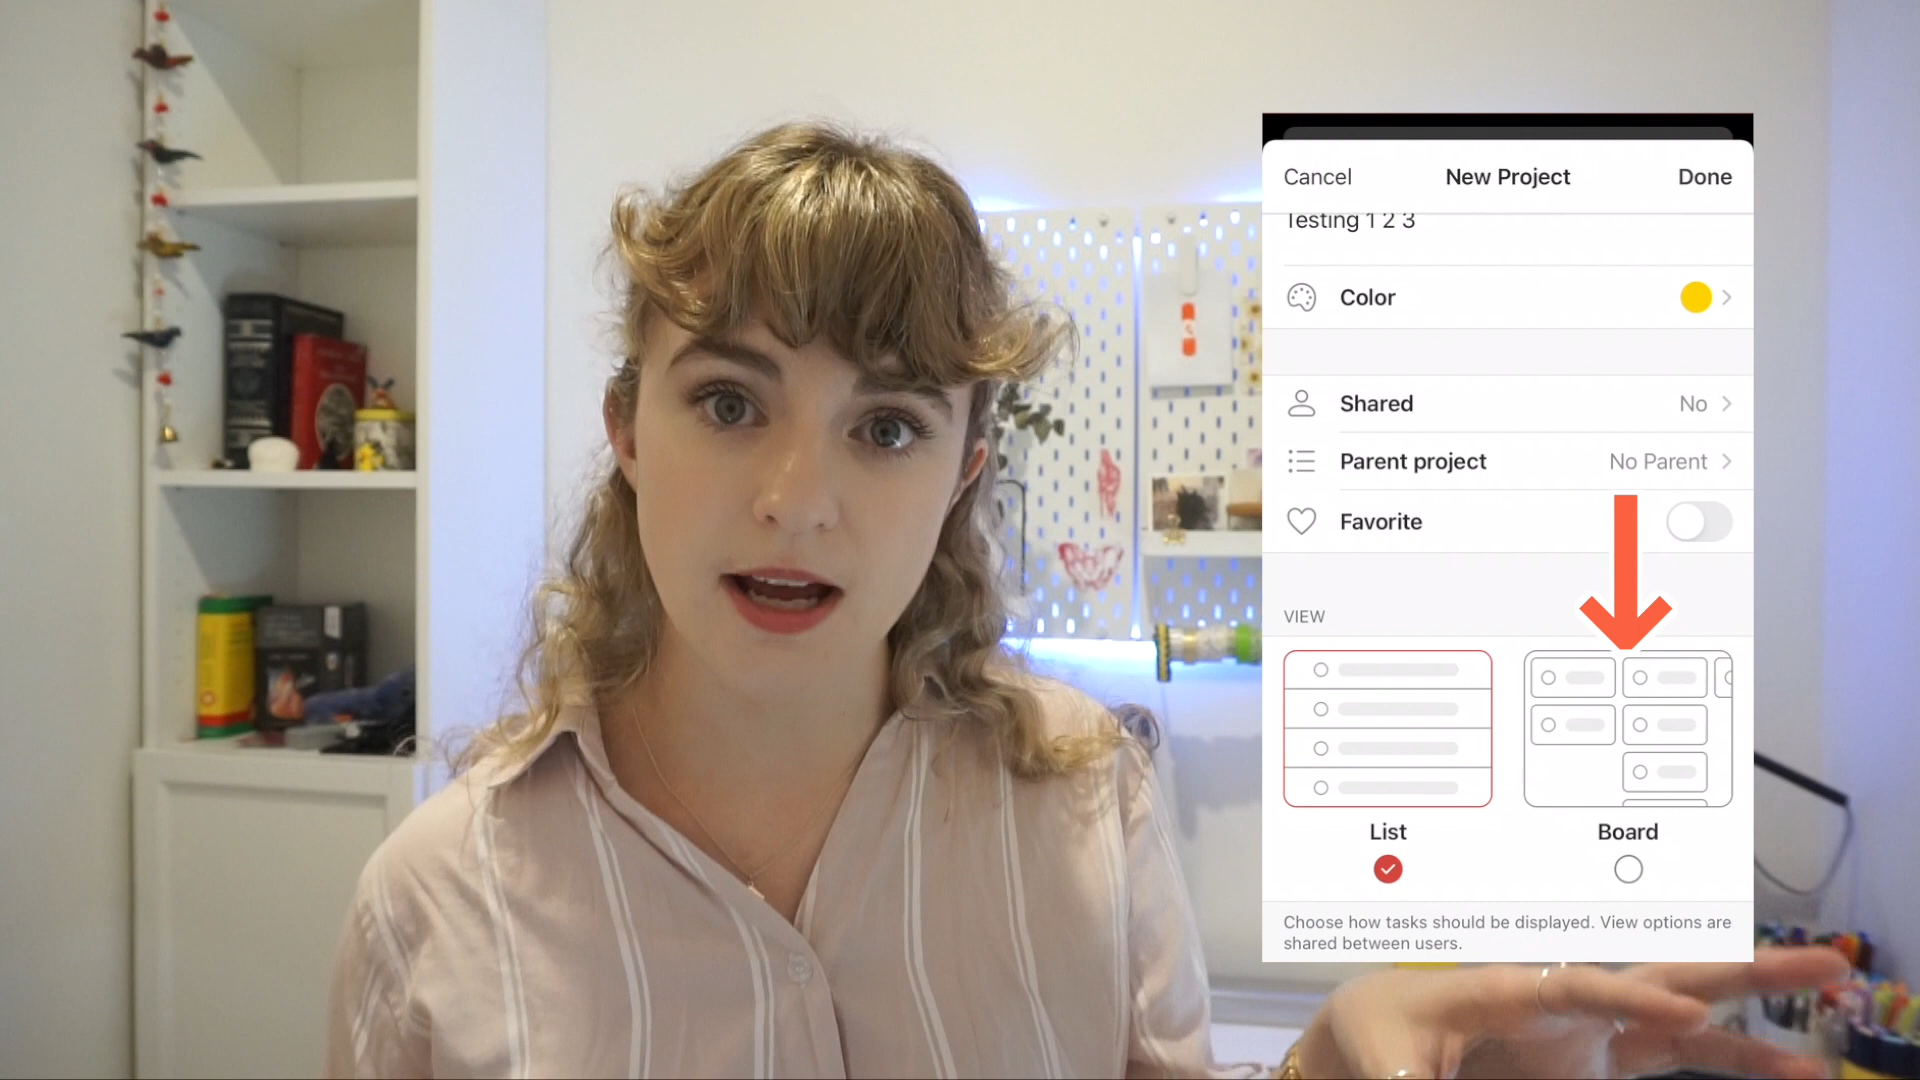 Cancel New Project Done
Testing 1 2 3
Color
Shared No
Parent project No Parent
Favorite
VIEW
List Board
Choose how tasks should be displayed. View options are
shared between users.